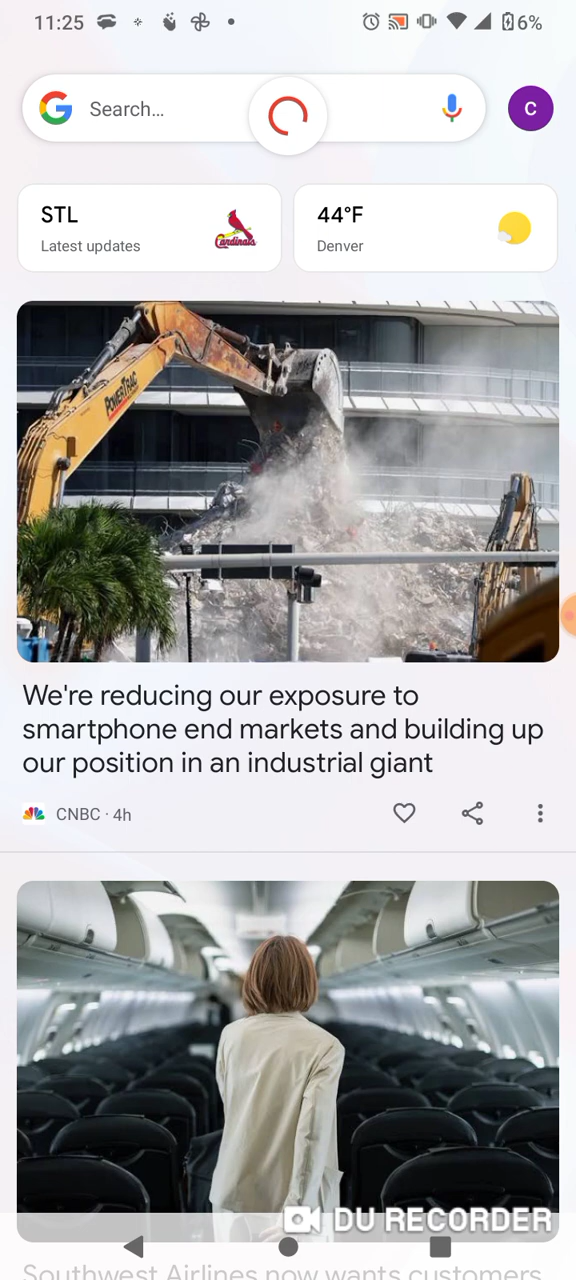 11:25
6%
Search...
C
STL
Latest updates
Cardinals
44°F
Denver
POWERTRAC
We're reducing our exposure to
smartphone end markets and building up
our position in an industrial giant
CNBC · 4h
DU RECORDER
Southwest Airlines now wants customers